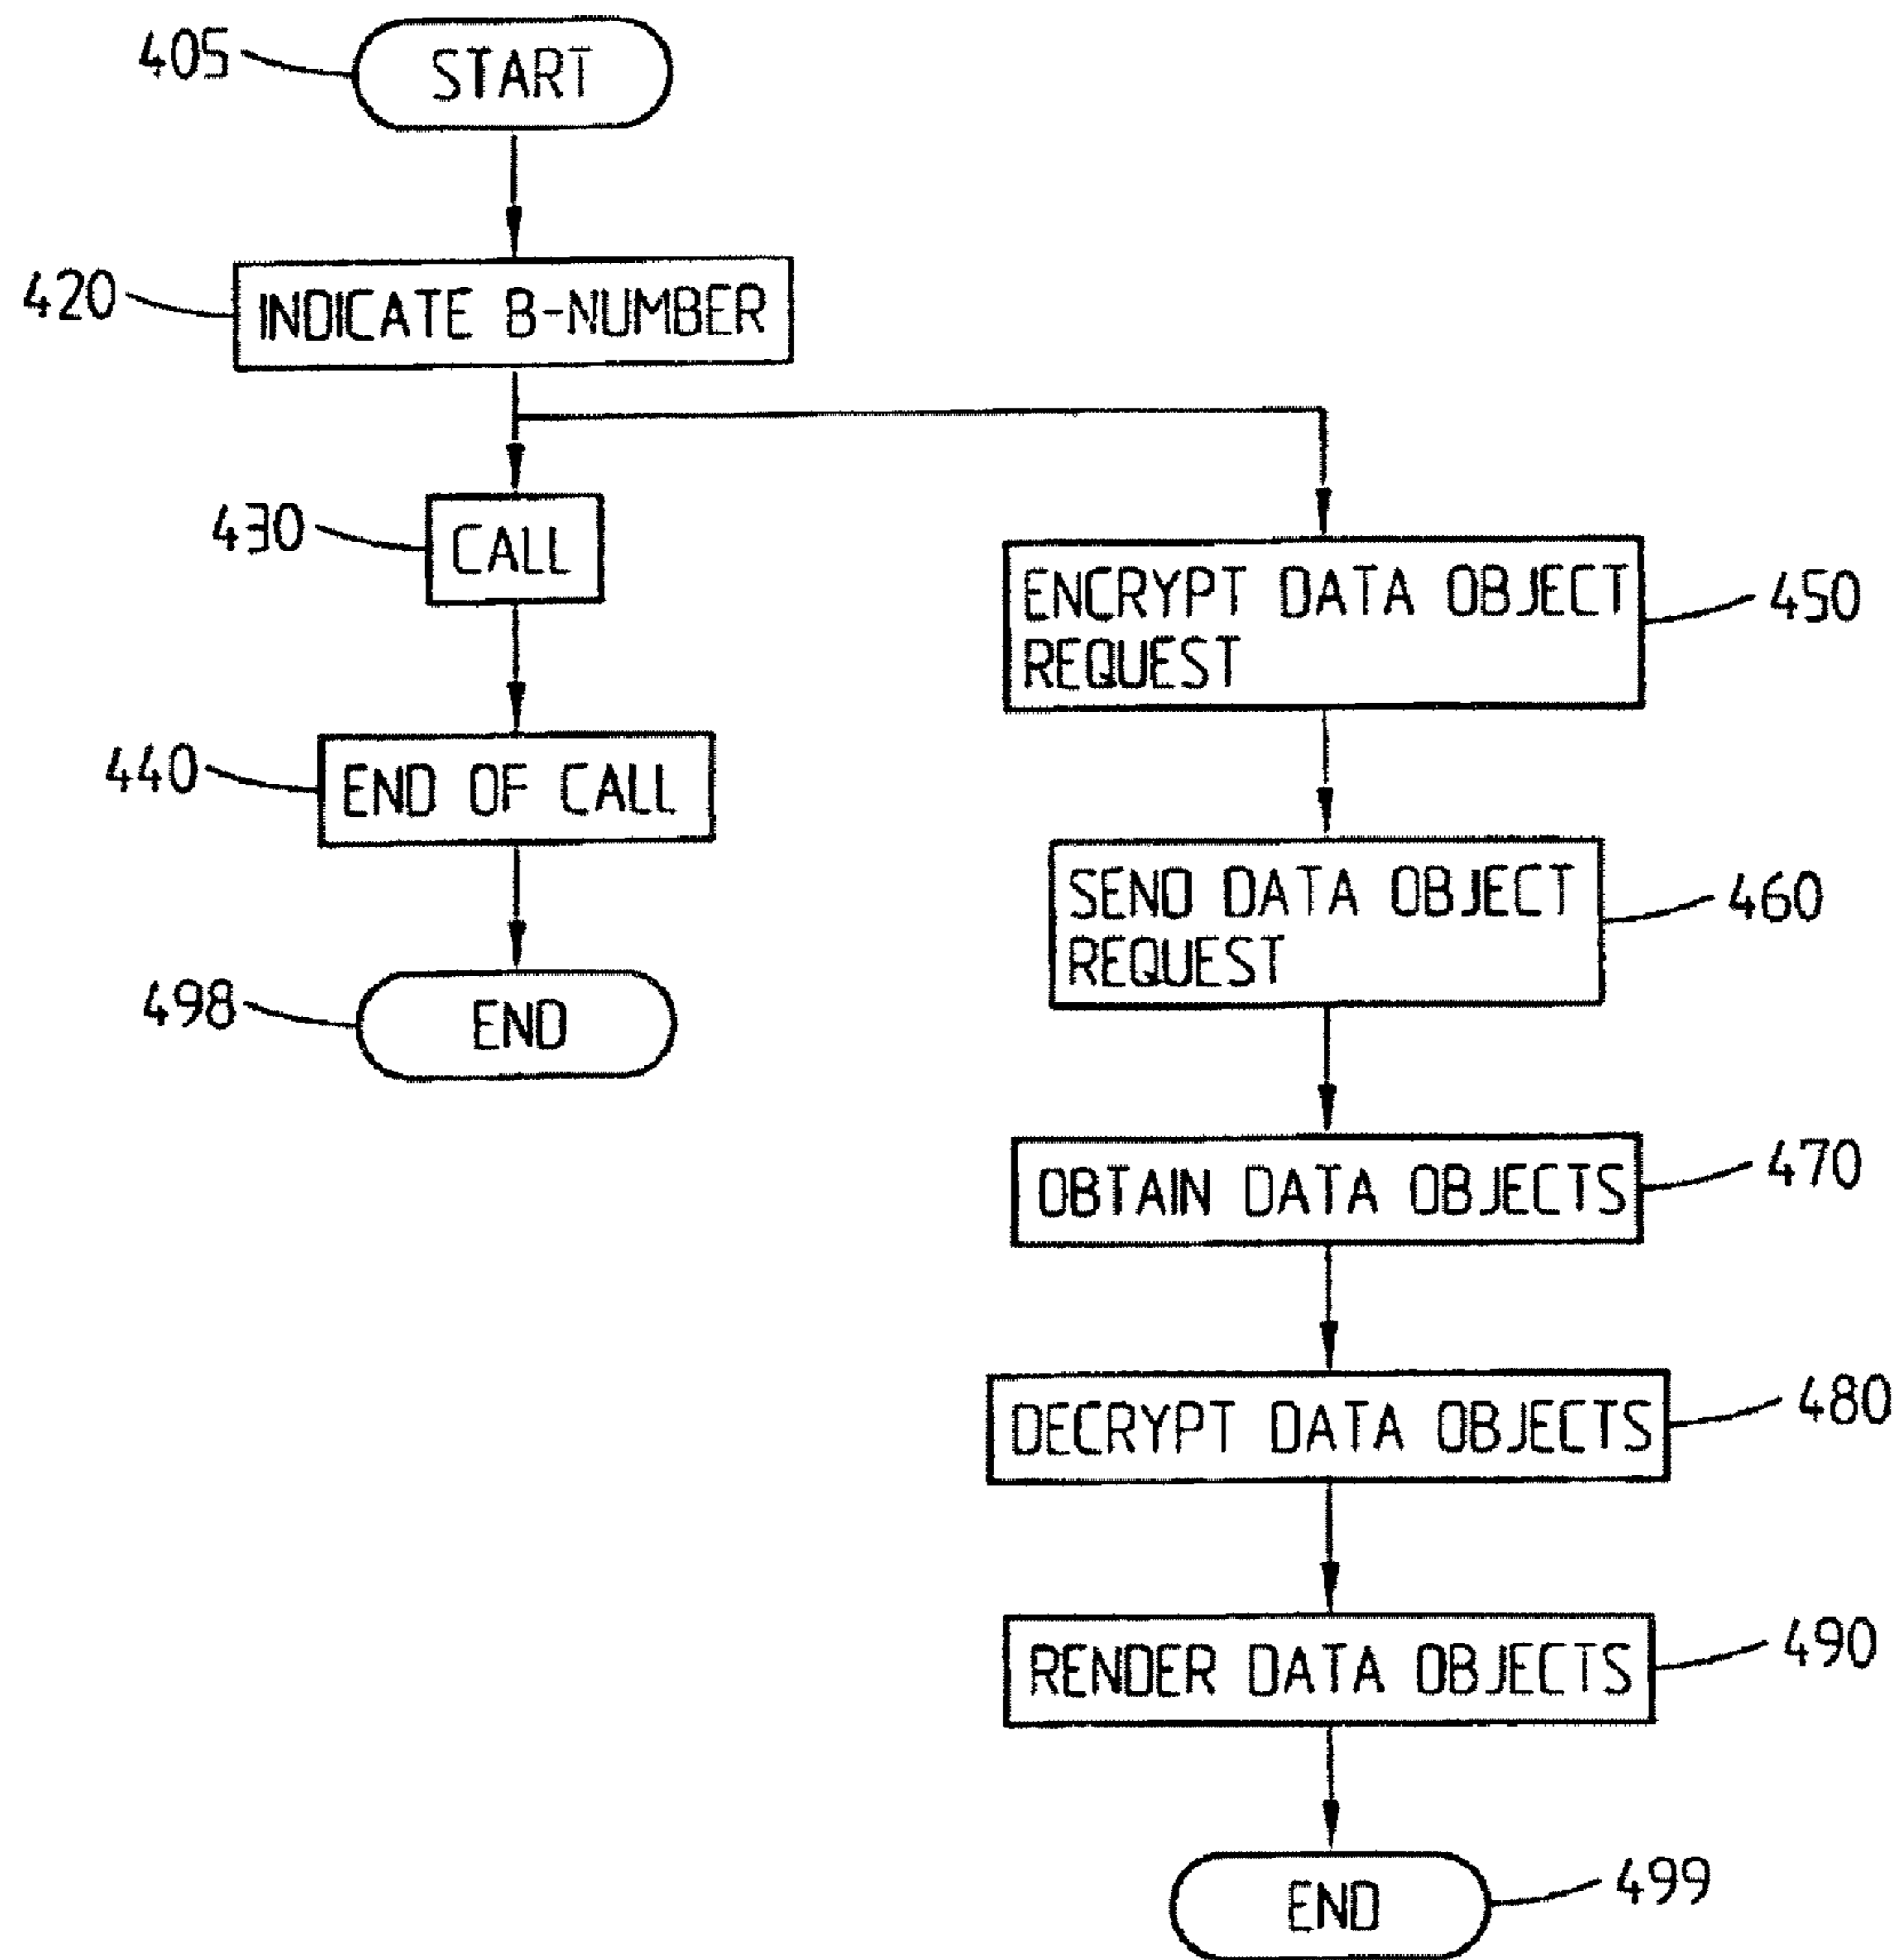 405
START
420
INDICATE B-NUMBER
430
CALL
440
END OF CALL
498
END
ENCRYPT DATA OBJECT
REQUEST
450
SEND DATA OBJECT
REQUEST
460
OBTAIN DATA OBJECTS
470
DECRYPT DATA OBJECTS
480
RENDER DATA OBJECTS
490
END
499